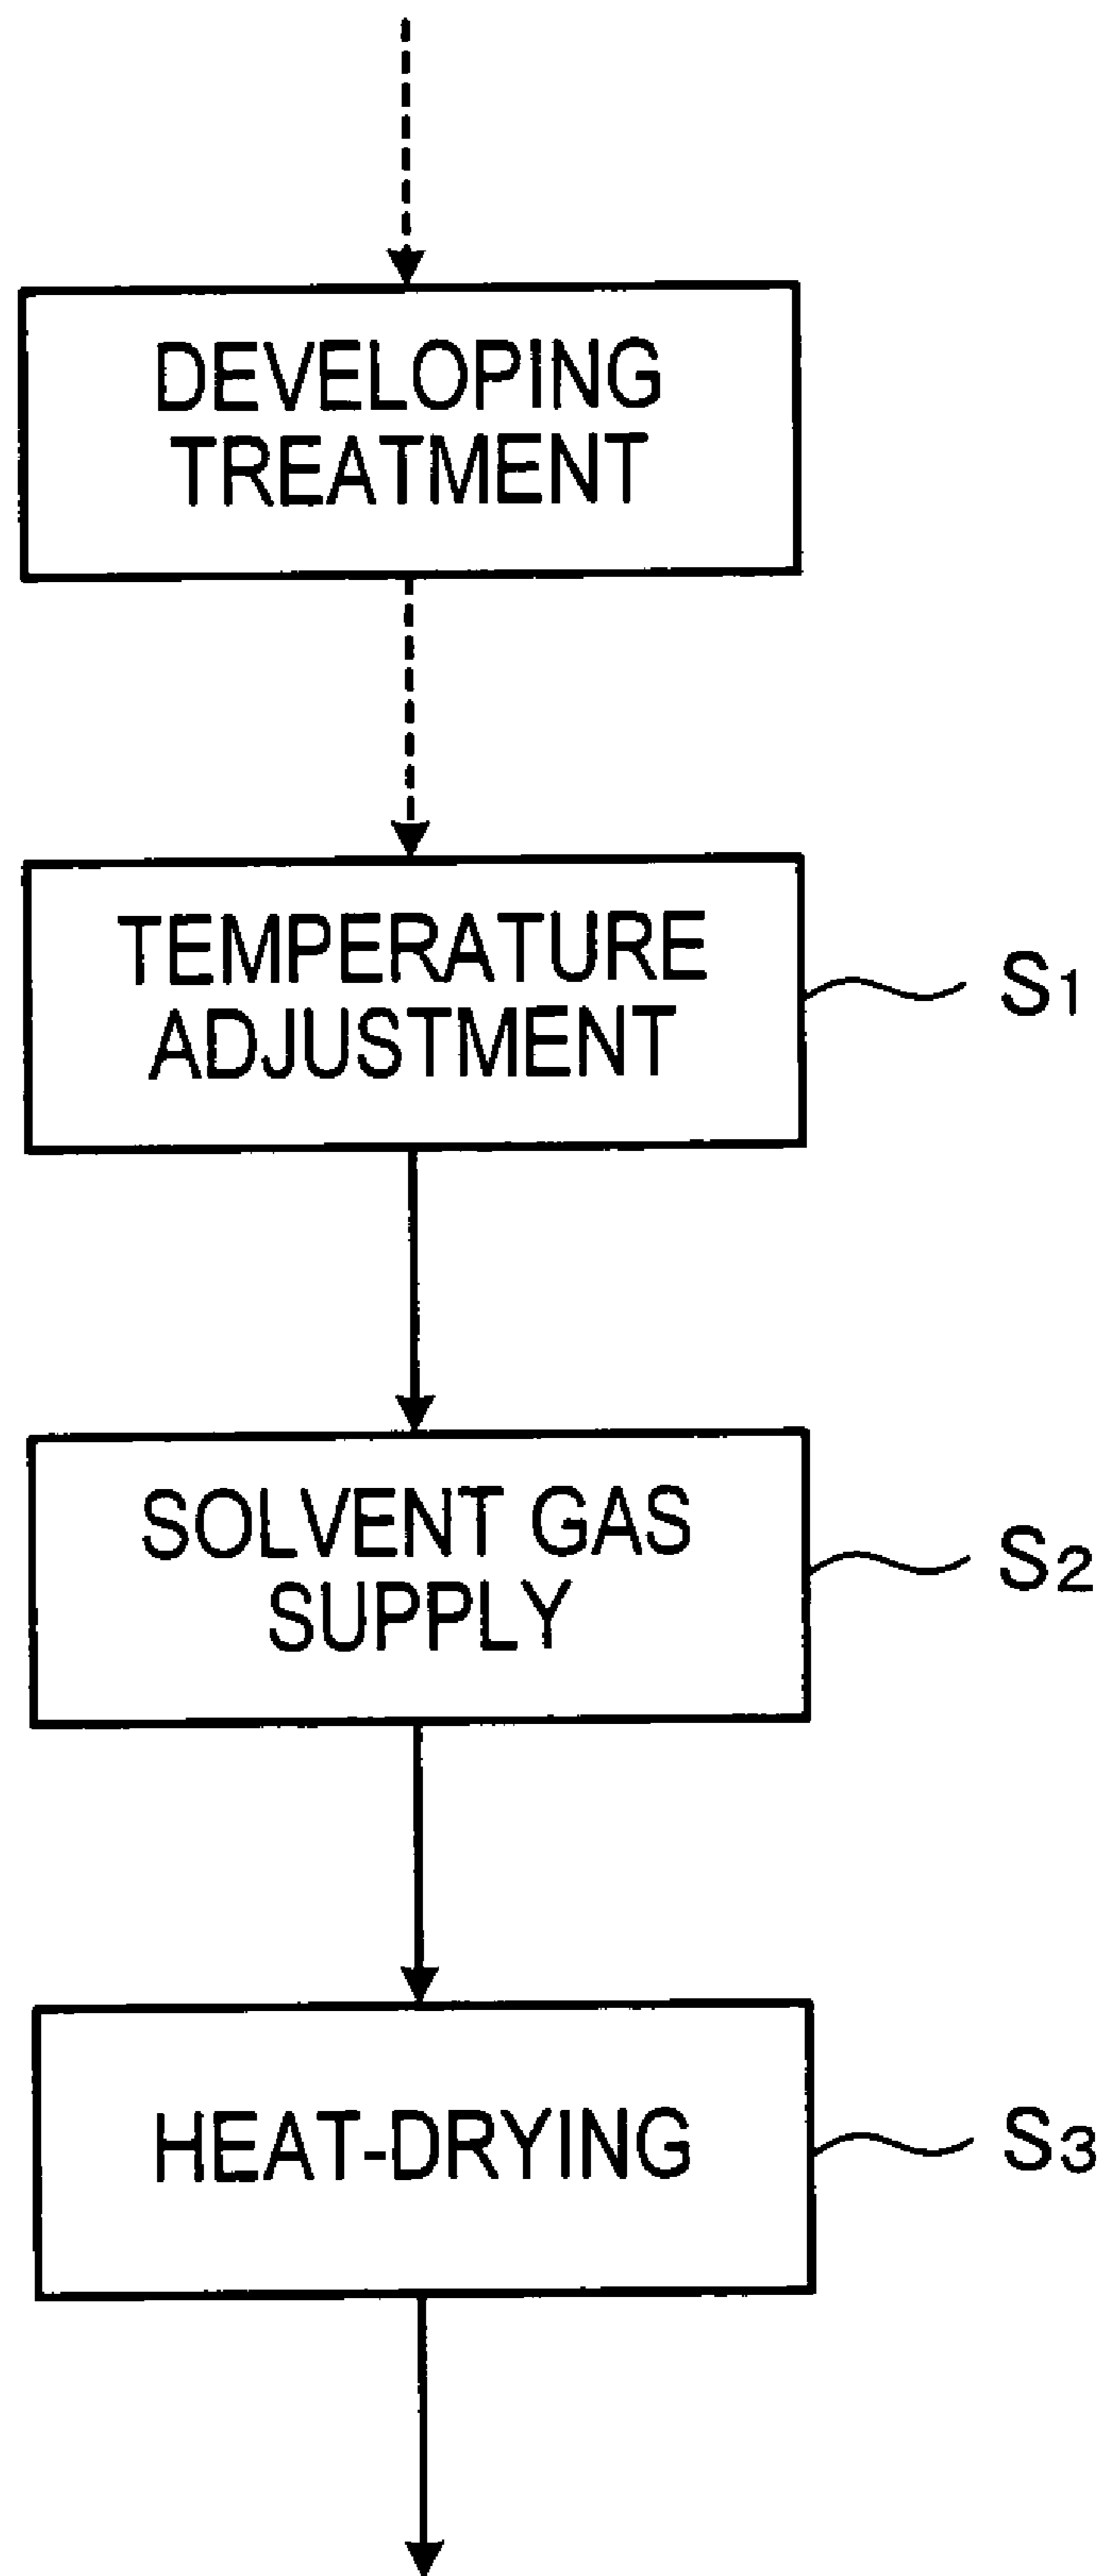 DEVELOPING
TREATMENT
TEMPERATURE
ADJUSTMENT
S1
SOLVENT GAS
SUPPLY
S2
HEAT-DRYING
S3